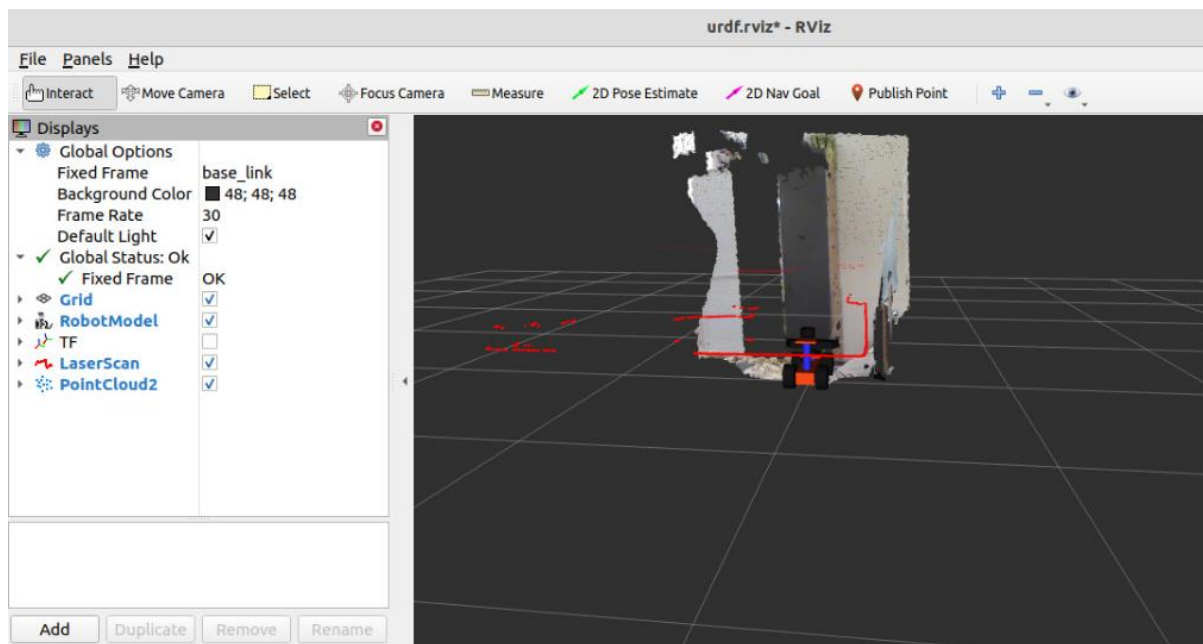 urdf.rviz* - RViz
File Panels Help
Interact Move Camera Select Focus Camera Measure 2D Pose Estimate 2D Nav Goal Publish Point
Displays
Global Options
Fixed Frame base_link
Background Color 48; 48; 48
Frame Rate 30
Default Light
Global Status: Ok
Fixed Frame OK
Grid
RobotModel
TF
LaserScan
PointCloud2
Add Duplicate Remove Rename